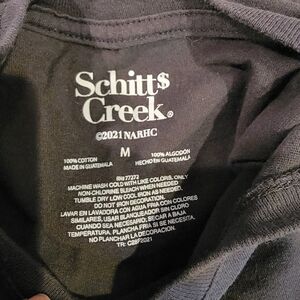 Schitt$
Creek®
©2021 NARHC
M
100% COTTON 100% ALGODON
MADE IN GUATEMALA HECHO EN GUATEMALA
RN# 77272
MACHINE WASH COLD WITH LIKE COLORS, ONLY
NON-CHLORINE BLEACH WHEN NEEDED
TUMBLE DRY LOW COOL IRON AS NEEDED
DO NOT IRON DECORATION.
LAVAR EN LAVADORA CON AGUA FRIA CON COLORES
SIMILARES, USAR BLANQUEADOR SIN CLORO
CUANDO SEA NECESARIO, SECAR A BAJA
TEMPERATURA, PLANCHA FRIA SI SE NECESITA.
NO PLANCHAR LA DECORACION.